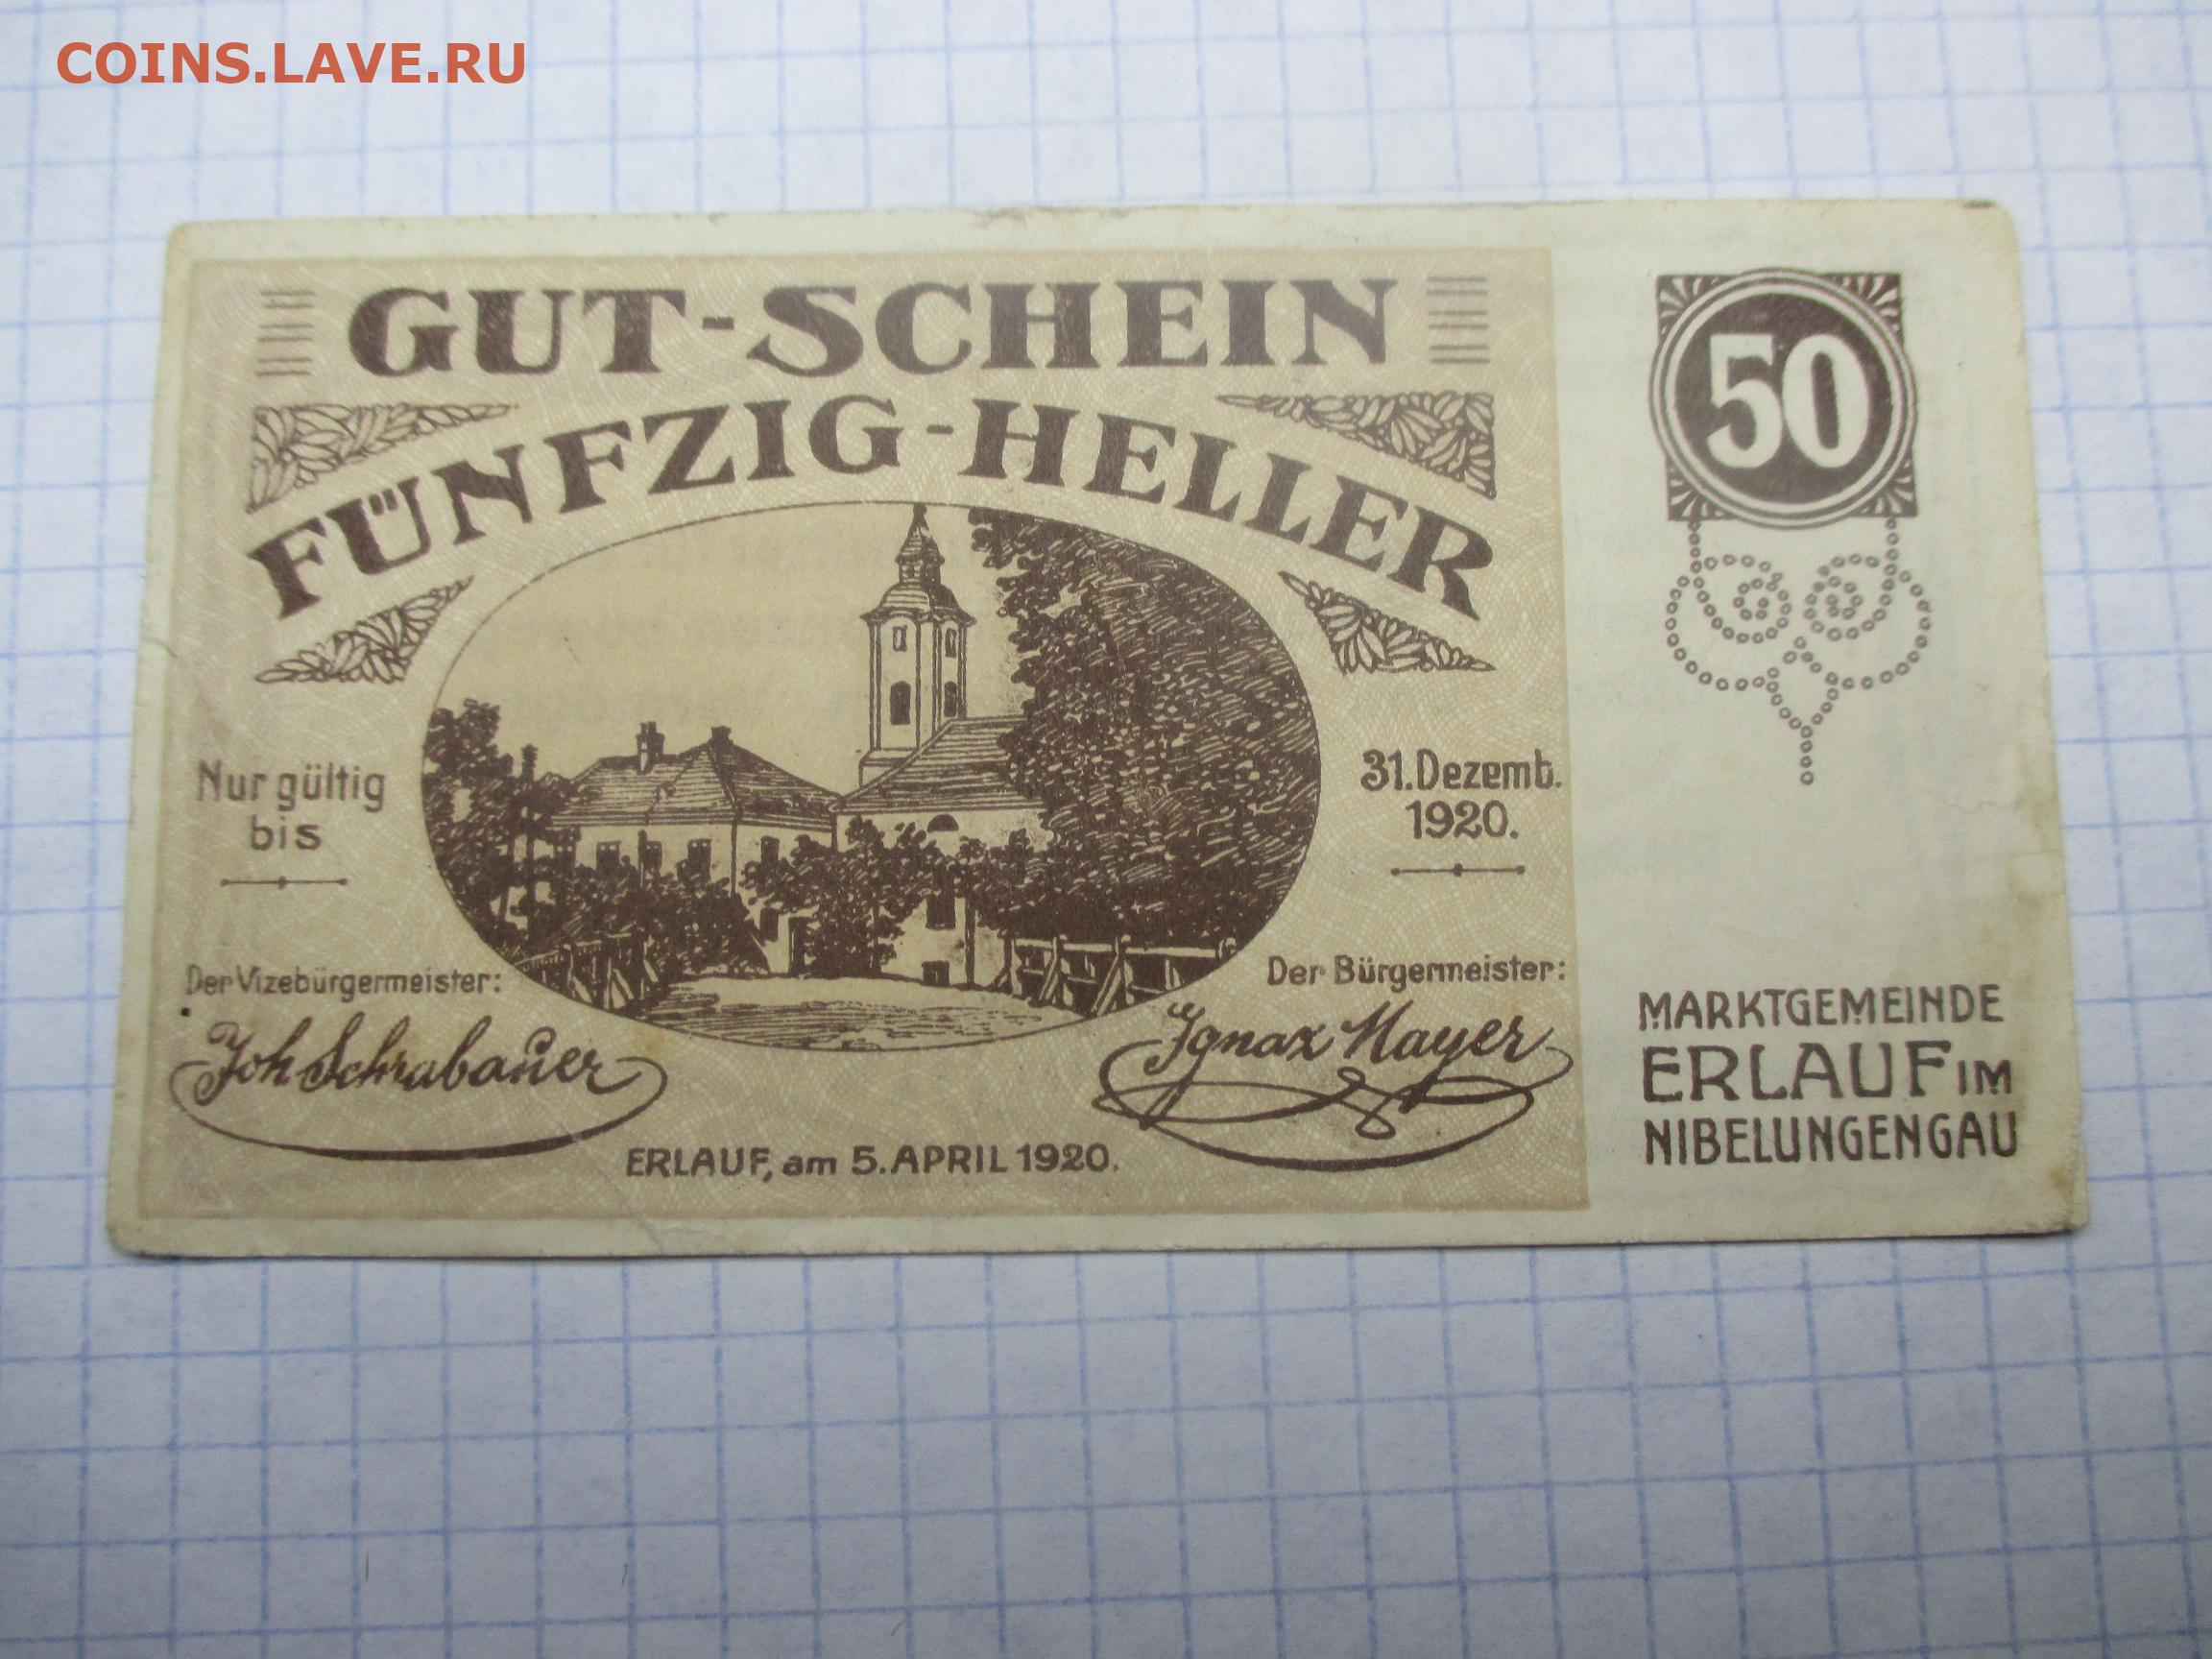 COINS.LAVE.RU
GUT-SCHEIN
FÜNFZIG-HELLER
50
Nur gültig
bis
31.Dezemb.
1920.
Der Vizebürgermeister:
Joh Schrabauer
Der Bürgermeister:
Ignaz Mayer
ERLAUF, am 5. APRIL 1920.
MARKTGEMEINDE
ERLAUF IM
NIBELUNGENGAU